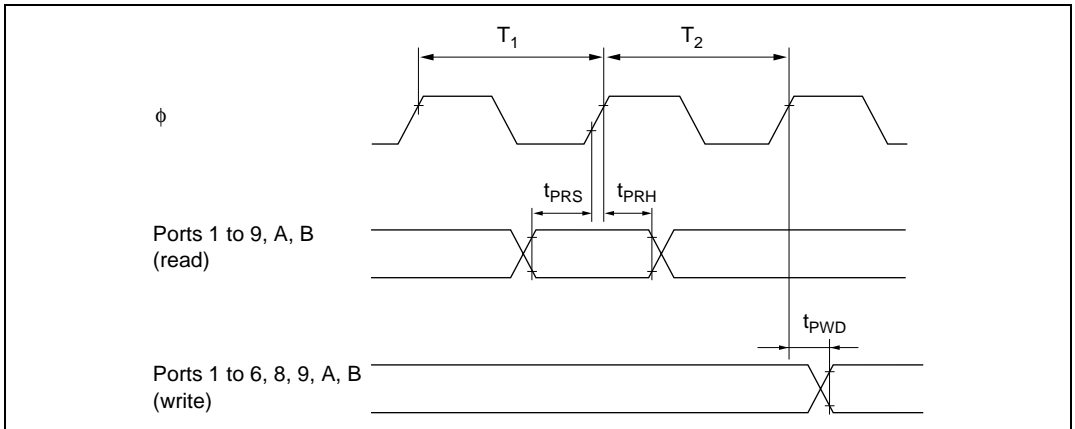 T1 T2
ϕ
tPRS tPRH
Ports 1 to 9, A, B
(read)
tPWD
Ports 1 to 6, 8, 9, A, B
(write)